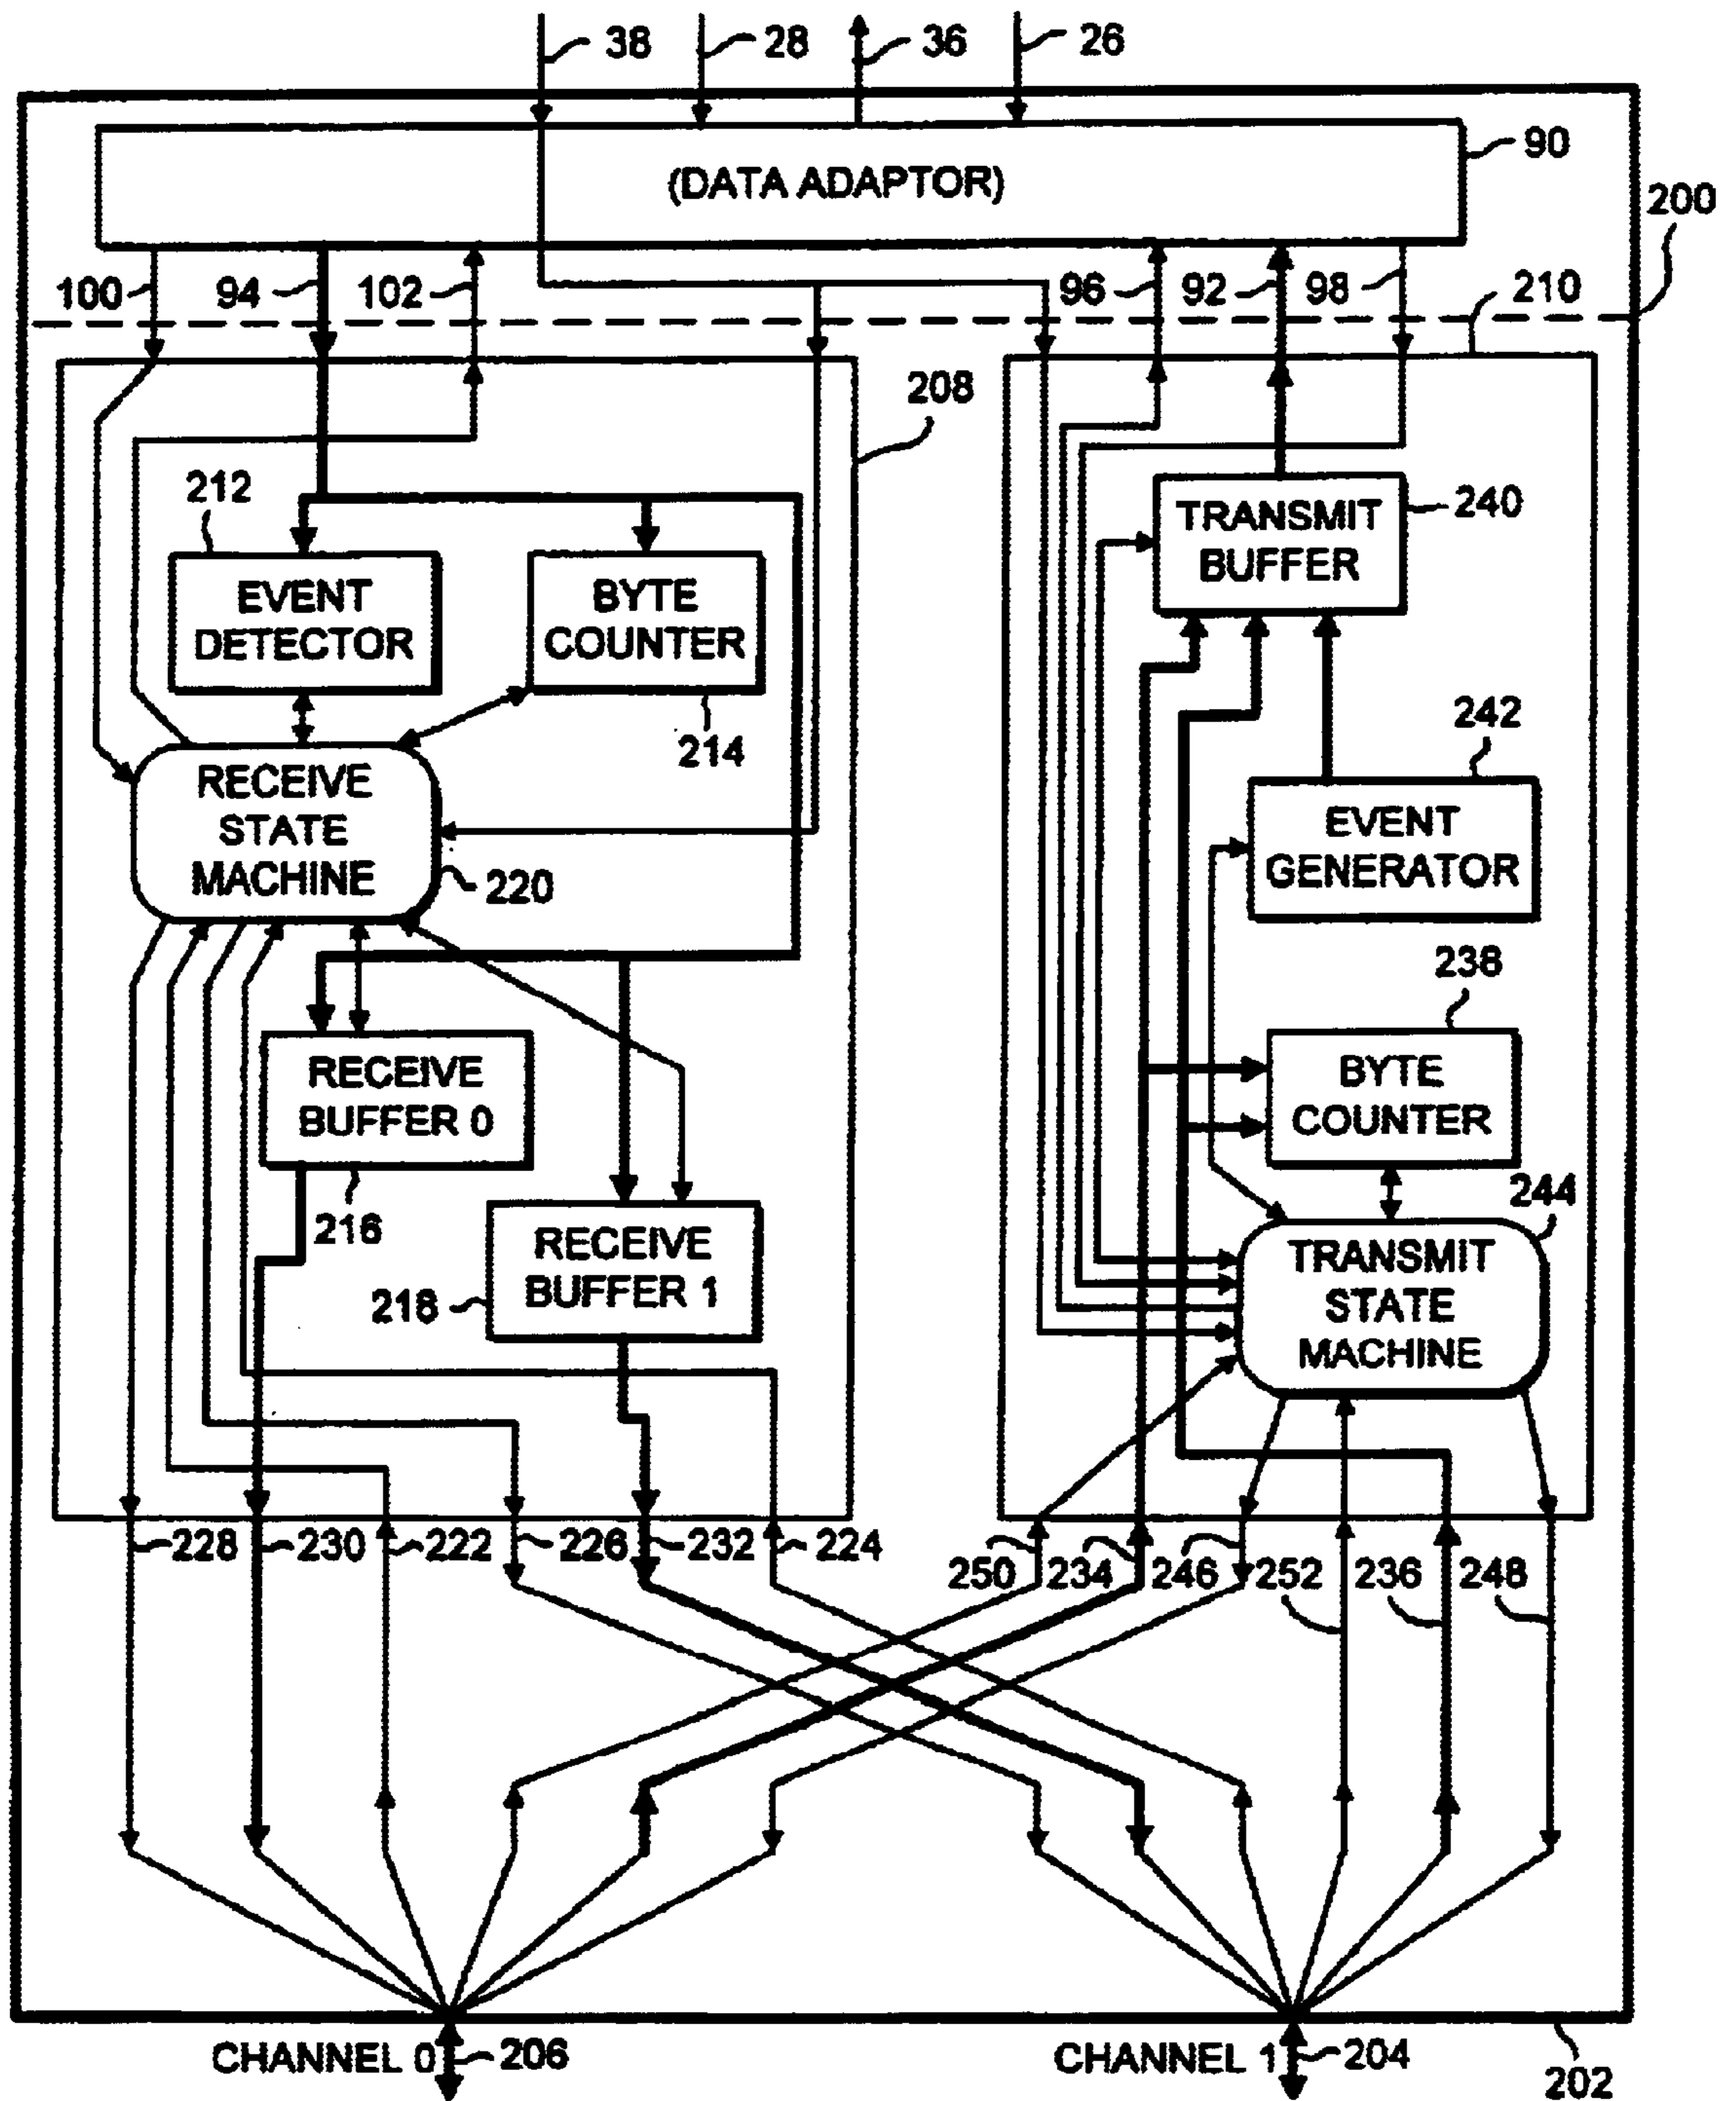 38 28 36 26
(DATA ADAPTOR)
90
200
100 94 102 96 92 98 210
208
212
EVENT
DETECTOR
BYTE
COUNTER
214
RECEIVE
STATE
MACHINE
220
RECEIVE
BUFFER 0
216
RECEIVE
BUFFER 1
218
TRANSMIT
BUFFER
240
242
EVENT
GENERATOR
238
BYTE
COUNTER
244
TRANSMIT
STATE
MACHINE
228 230 222 226 232 224
250 234 246 252 236 248
CHANNEL 0 206
CHANNEL 1 204
202